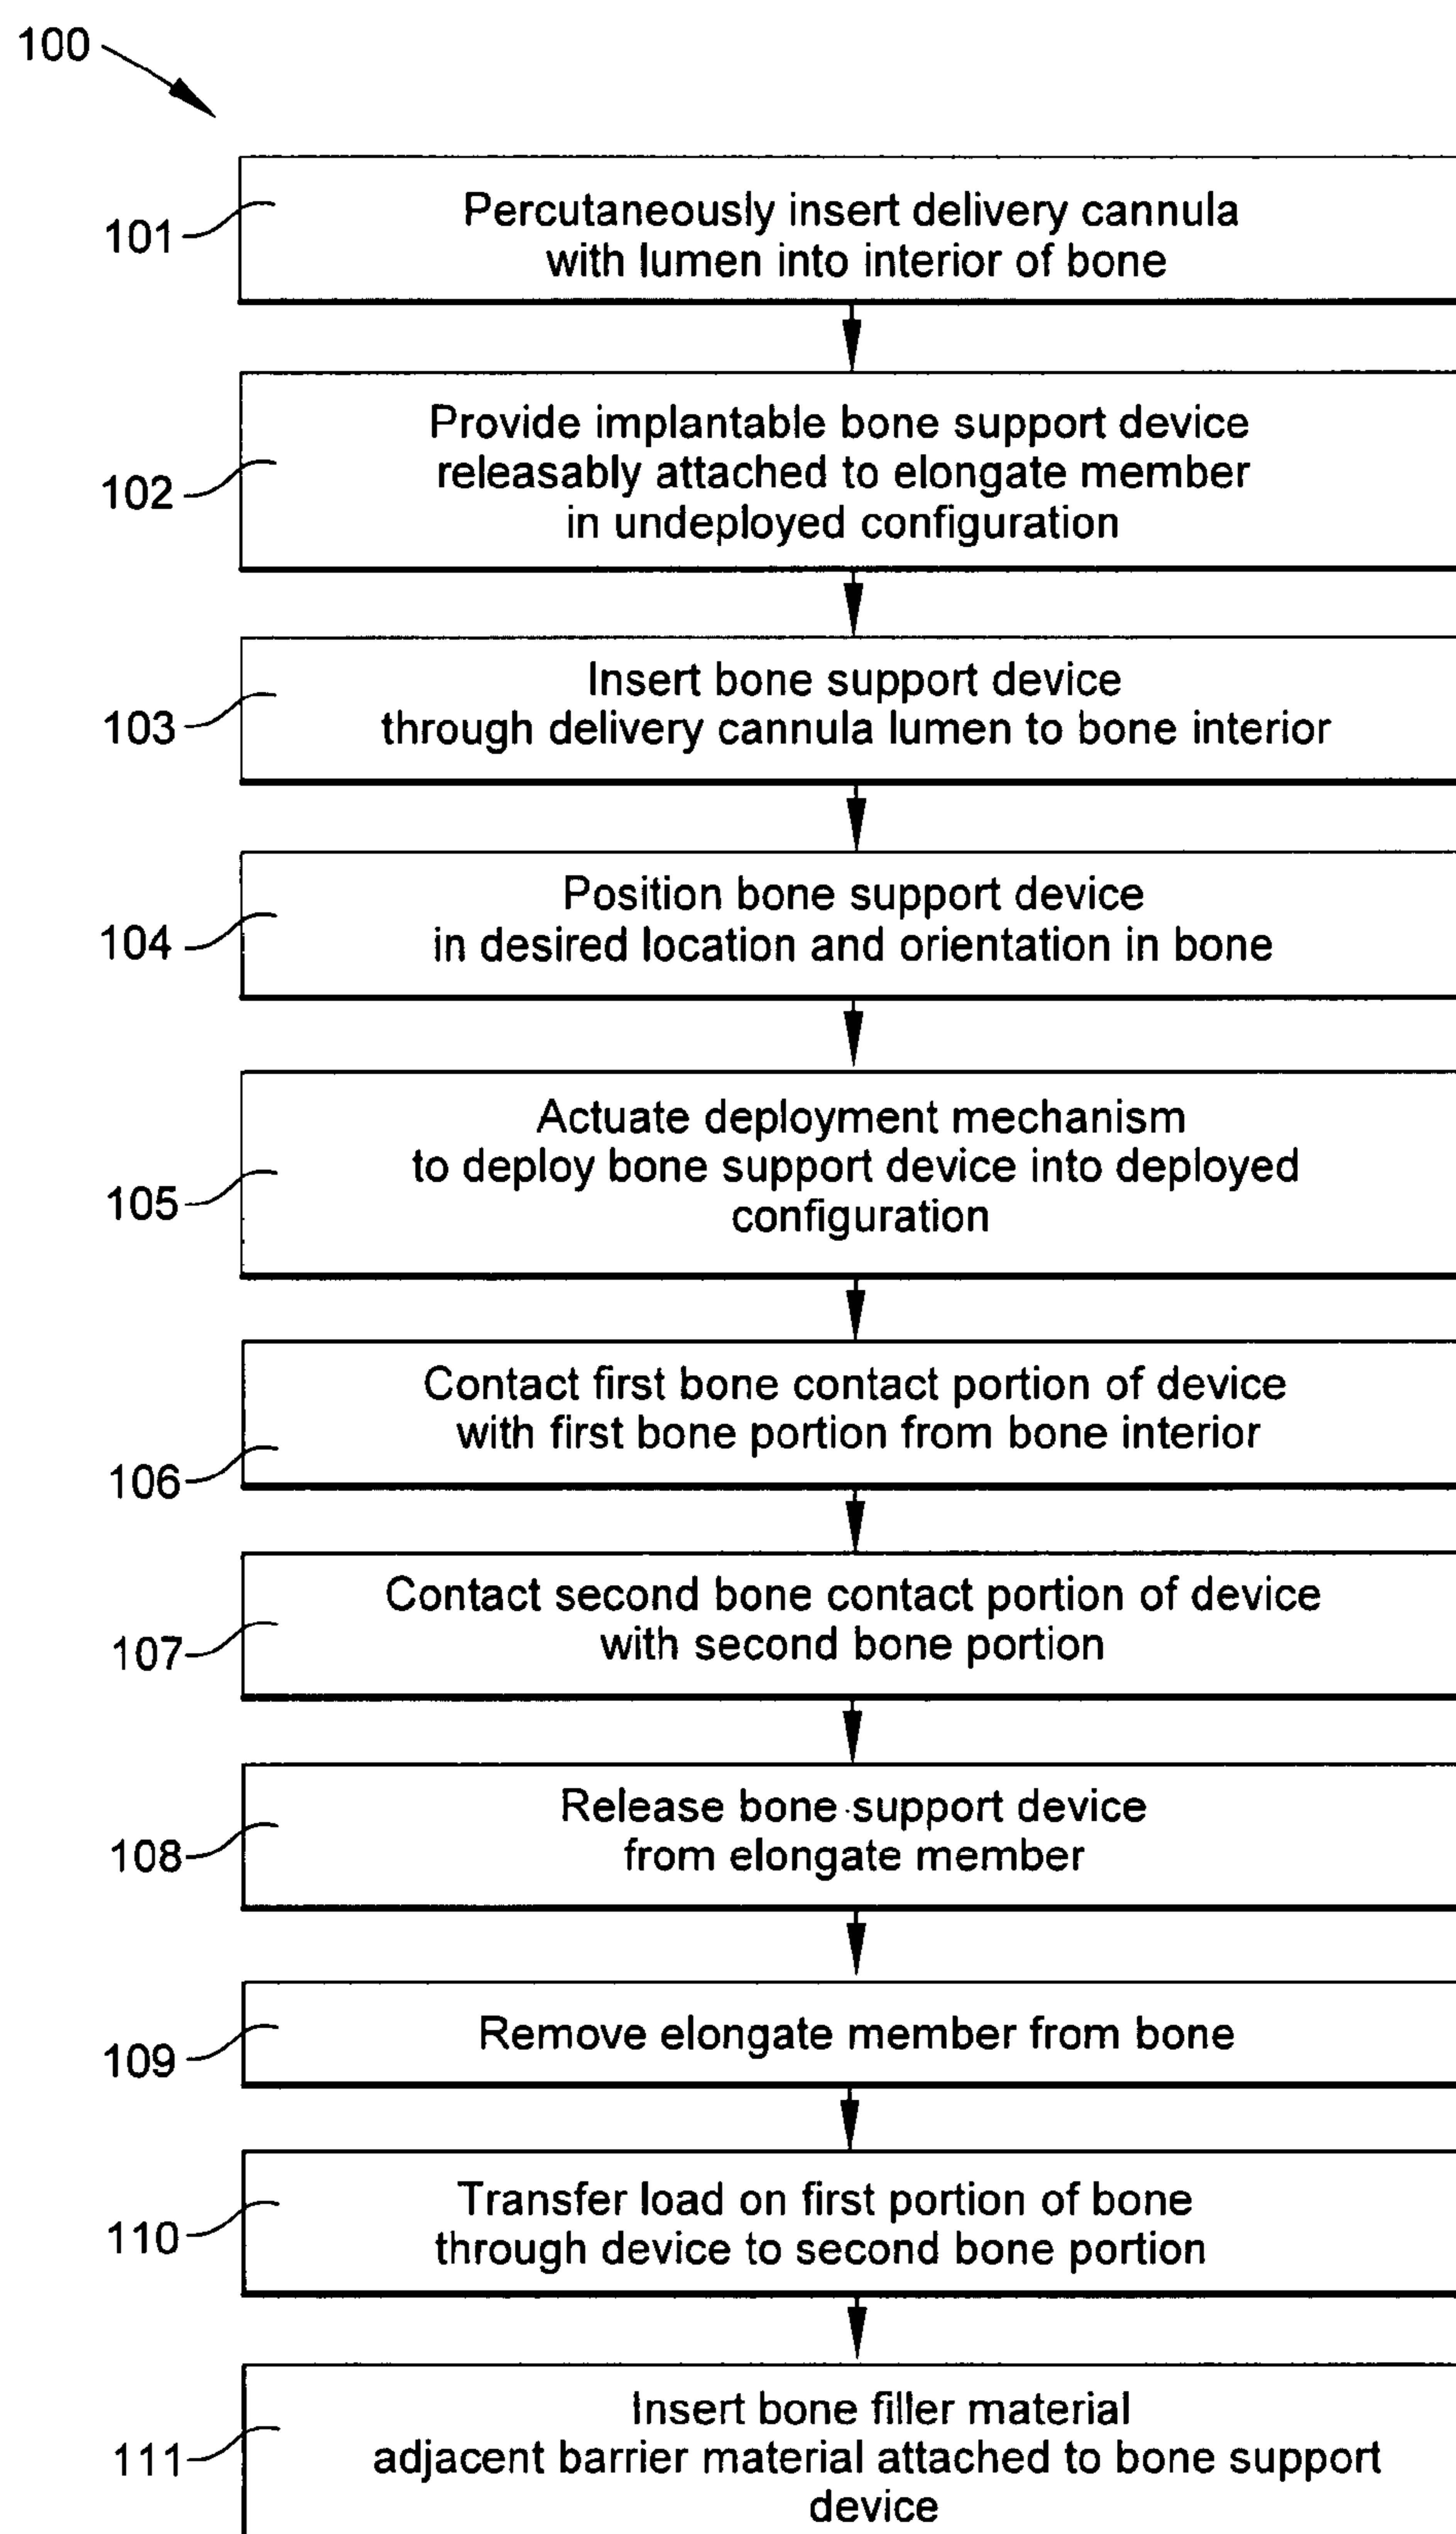 100
101
Percutaneously insert delivery cannula
with lumen into interior of bone
102
Provide implantable bone support device
releasably attached to elongate member
in undeployed configuration
103
Insert bone support device
through delivery cannula lumen to bone interior
104
Position bone support device
in desired location and orientation in bone
105
Actuate deployment mechanism
to deploy bone support device into deployed
configuration
106
Contact first bone contact portion of device
with first bone portion from bone interior
107
Contact second bone contact portion of device
with second bone portion
108
Release bone support device
from elongate member
109
Remove elongate member from bone
110
Transfer load on first portion of bone
through device to second bone portion
111
Insert bone filler material
adjacent barrier material attached to bone support
device